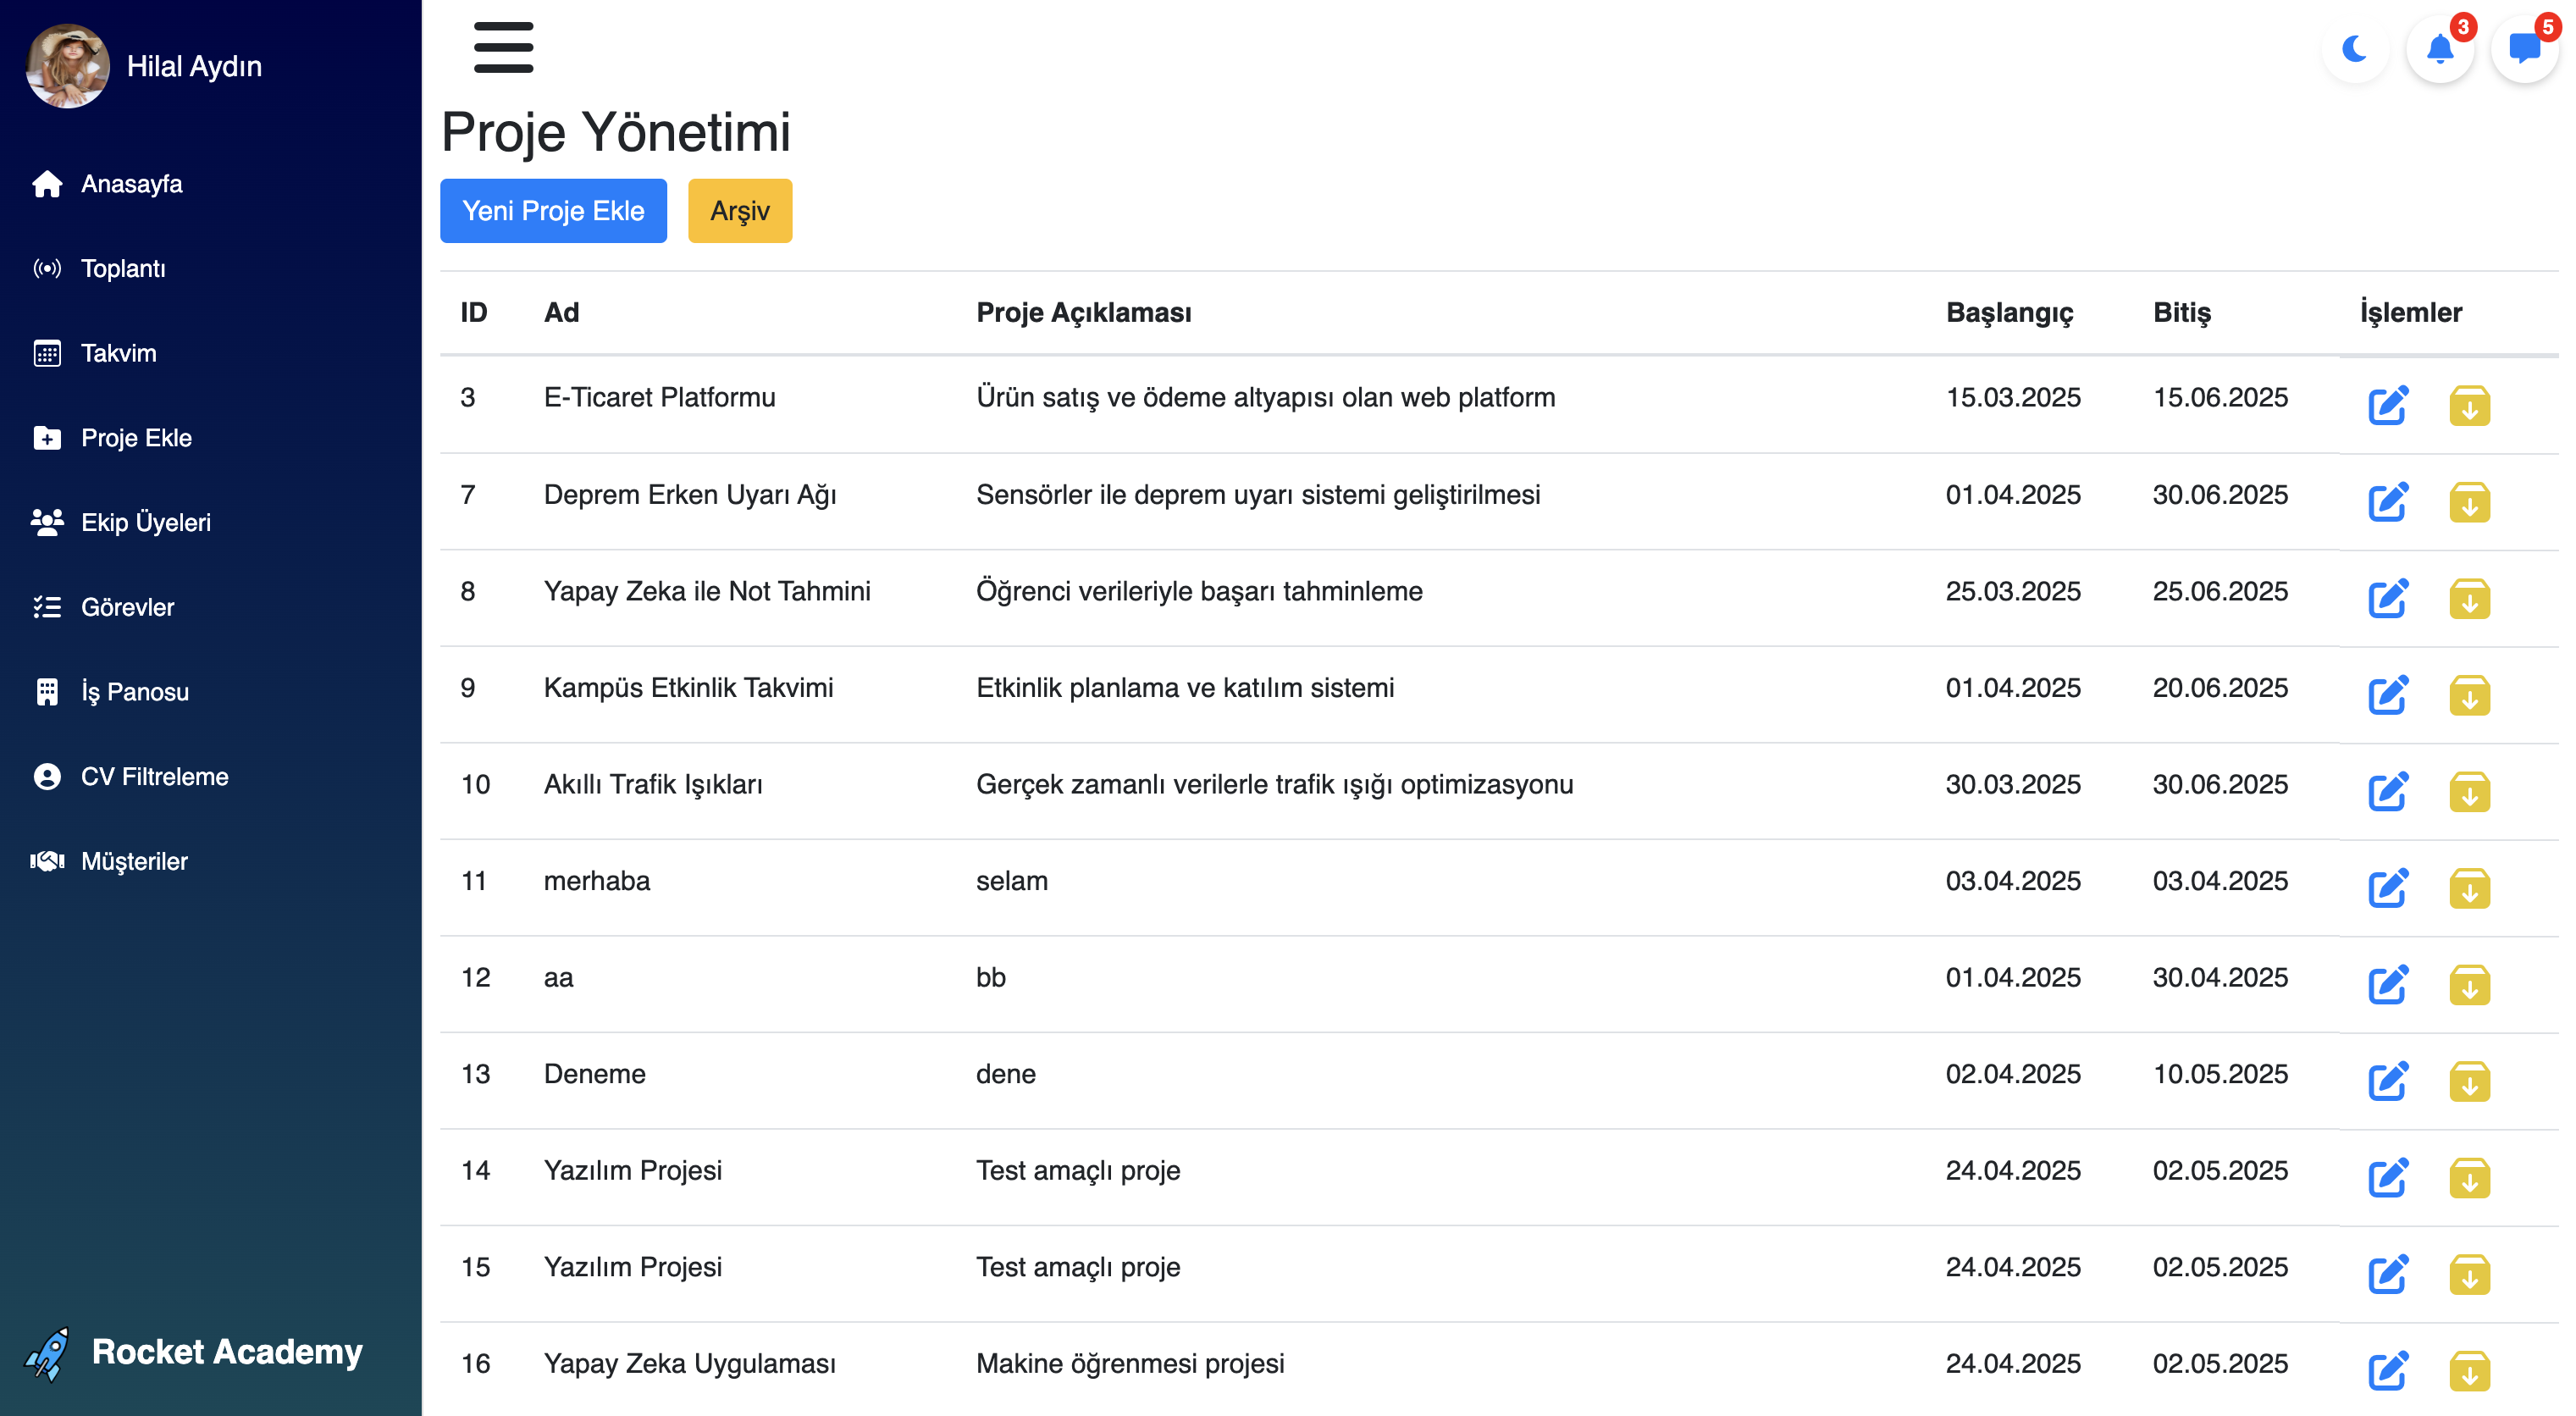 Hilal Aydın
Anasayfa
Toplantı
Takvim
Proje Ekle
Ekip Üyeleri
Görevler
İş Panosu
CV Filtreleme
Müşteriler
Rocket Academy
3
5
Proje Yönetimi
Yeni Proje Ekle Arşiv
ID Ad Proje Açıklaması Başlangıç Bitiş İşlemler
3 E-Ticaret Platformu Ürün satış ve ödeme altyapısı olan web platform 15.03.2025 15.06.2025
7 Deprem Erken Uyarı Ağı Sensörler ile deprem uyarı sistemi geliştirilmesi 01.04.2025 30.06.2025
8 Yapay Zeka ile Not Tahmini Öğrenci verileriyle başarı tahminleme 25.03.2025 25.06.2025
9 Kampüs Etkinlik Takvimi Etkinlik planlama ve katılım sistemi 01.04.2025 20.06.2025
10 Akıllı Trafik Işıkları Gerçek zamanlı verilerle trafik ışığı optimizasyonu 30.03.2025 30.06.2025
11 merhaba selam 03.04.2025 03.04.2025
12 aa bb 01.04.2025 30.04.2025
13 Deneme dene 02.04.2025 10.05.2025
14 Yazılım Projesi Test amaçlı proje 24.04.2025 02.05.2025
15 Yazılım Projesi Test amaçlı proje 24.04.2025 02.05.2025
16 Yapay Zeka Uygulaması Makine öğrenmesi projesi 24.04.2025 02.05.2025